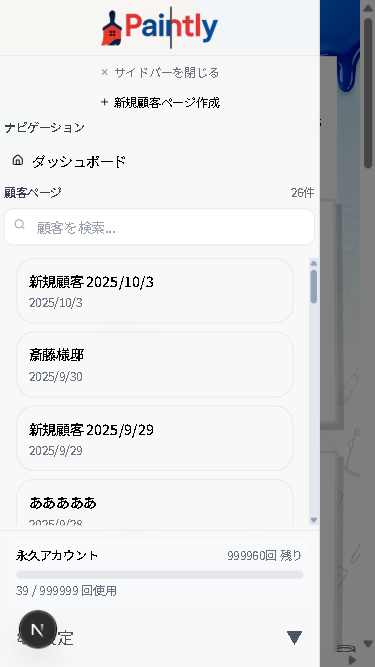 Paintly
× サイドバーを閉じる
+ 新規顧客ページ作成
ナビゲーション
ダッシュボード
顧客ページ 26件
顧客を検索...
新規顧客 2025/10/3
2025/10/3
斎藤様邸
2025/9/30
新規顧客 2025/9/29
2025/9/29
あああああ
2025/9/28
永久アカウント 999960回 残り
39 / 999999 回使用
N 定 ▼